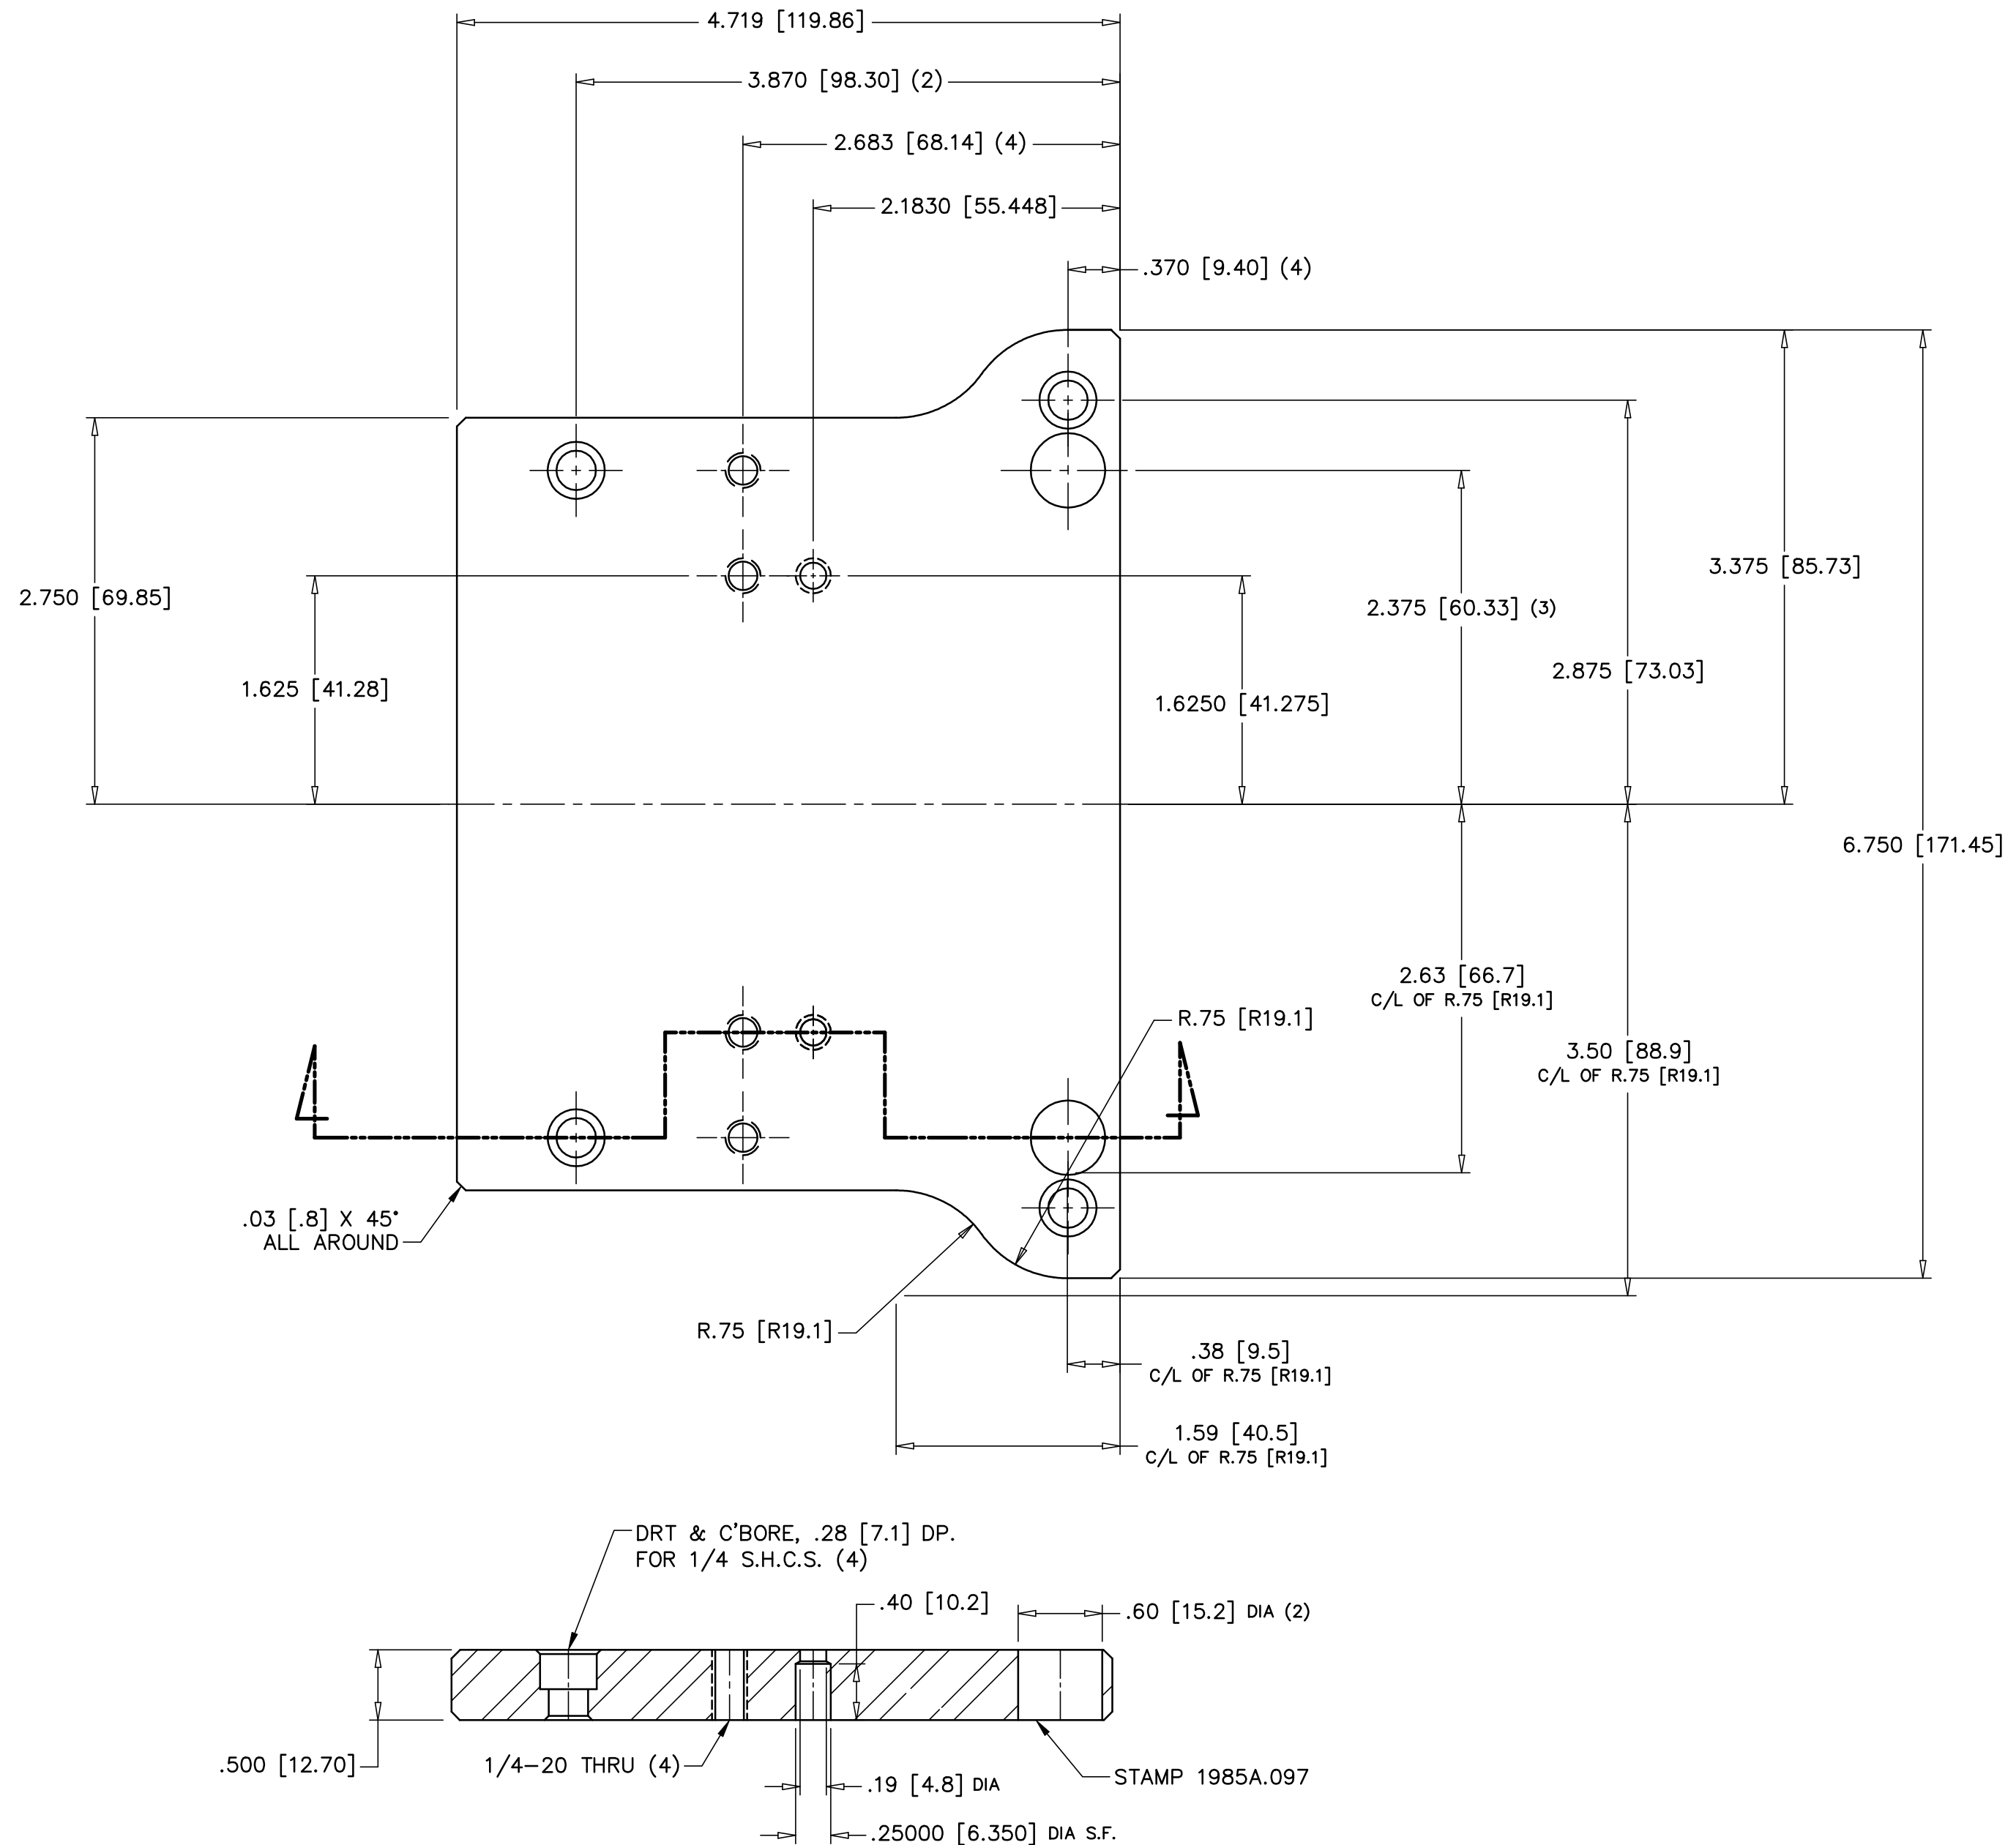 4.719 [119.86]
3.870 [98.30] (2)
2.683 [68.14] (4)
2.1830 [55.448]
.370 [9.40] (4)
3.375 [85.73]
2.750 [69.85]
2.375 [60.33] (3)
2.875 [73.03]
1.625 [41.28]
1.6250 [41.275]
6.750 [171.45]
2.63 [66.7]
C/L OF R.75 [R19.1]
R.75 [R19.1]
3.50 [88.9]
C/L OF R.75 [R19.1]
.03 [.8] X 45°
ALL AROUND
R.75 [R19.1]
.38 [9.5]
C/L OF R.75 [R19.1]
1.59 [40.5]
C/L OF R.75 [R19.1]
DRT & C'BORE, .28 [7.1] DP.
FOR 1/4 S.H.C.S. (4)
.40 [10.2]
.60 [15.2] DIA (2)
.500 [12.70]
1/4-20 THRU (4)
STAMP 1985A.097
.19 [4.8] DIA
.25000 [6.350] DIA S.F.